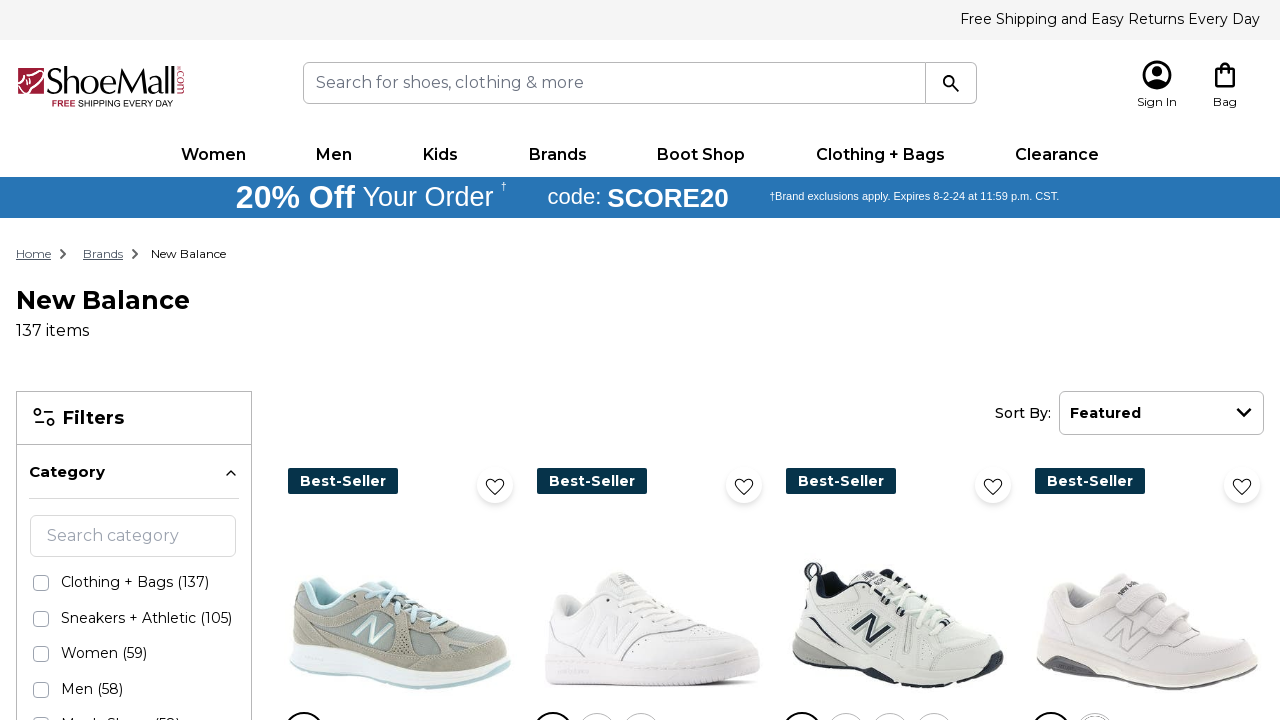 Free Shipping and Easy Returns Every Day
ShoeMall.com
FREE SHIPPING EVERY DAY
Search for shoes, clothing & more
Sign In
Bag
Women
Men
Kids
Brands
Boot Shop
Clothing + Bags
Clearance
20% Off Your Order † code: SCORE20 †Brand exclusions apply. Expires 8-2-24 at 11:59 p.m. CST.
Home
Brands
New Balance
New Balance
137 items
Filters
Sort By: Featured
Category
Search category
Clothing + Bags (137)
Sneakers + Athletic (105)
Women (59)
Men (58)
Best-Seller
Best-Seller
Best-Seller
Best-Seller